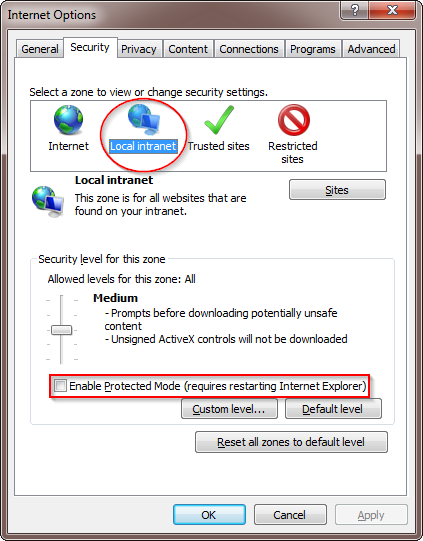 Internet Options
General Security Privacy Content Connections Programs Advanced
Select a zone to view or change security settings.
Internet Local intranet Trusted sites Restricted
sites
Local intranet
This zone is for all websites that are
found on your intranet.
Sites
Security level for this zone
Allowed levels for this zone: All
Medium
- Prompts before downloading potentially unsafe
content
- Unsigned ActiveX controls will not be downloaded
Enable Protected Mode (requires restarting Internet Explorer)
Custom level... Default level
Reset all zones to default level
OK Cancel Apply